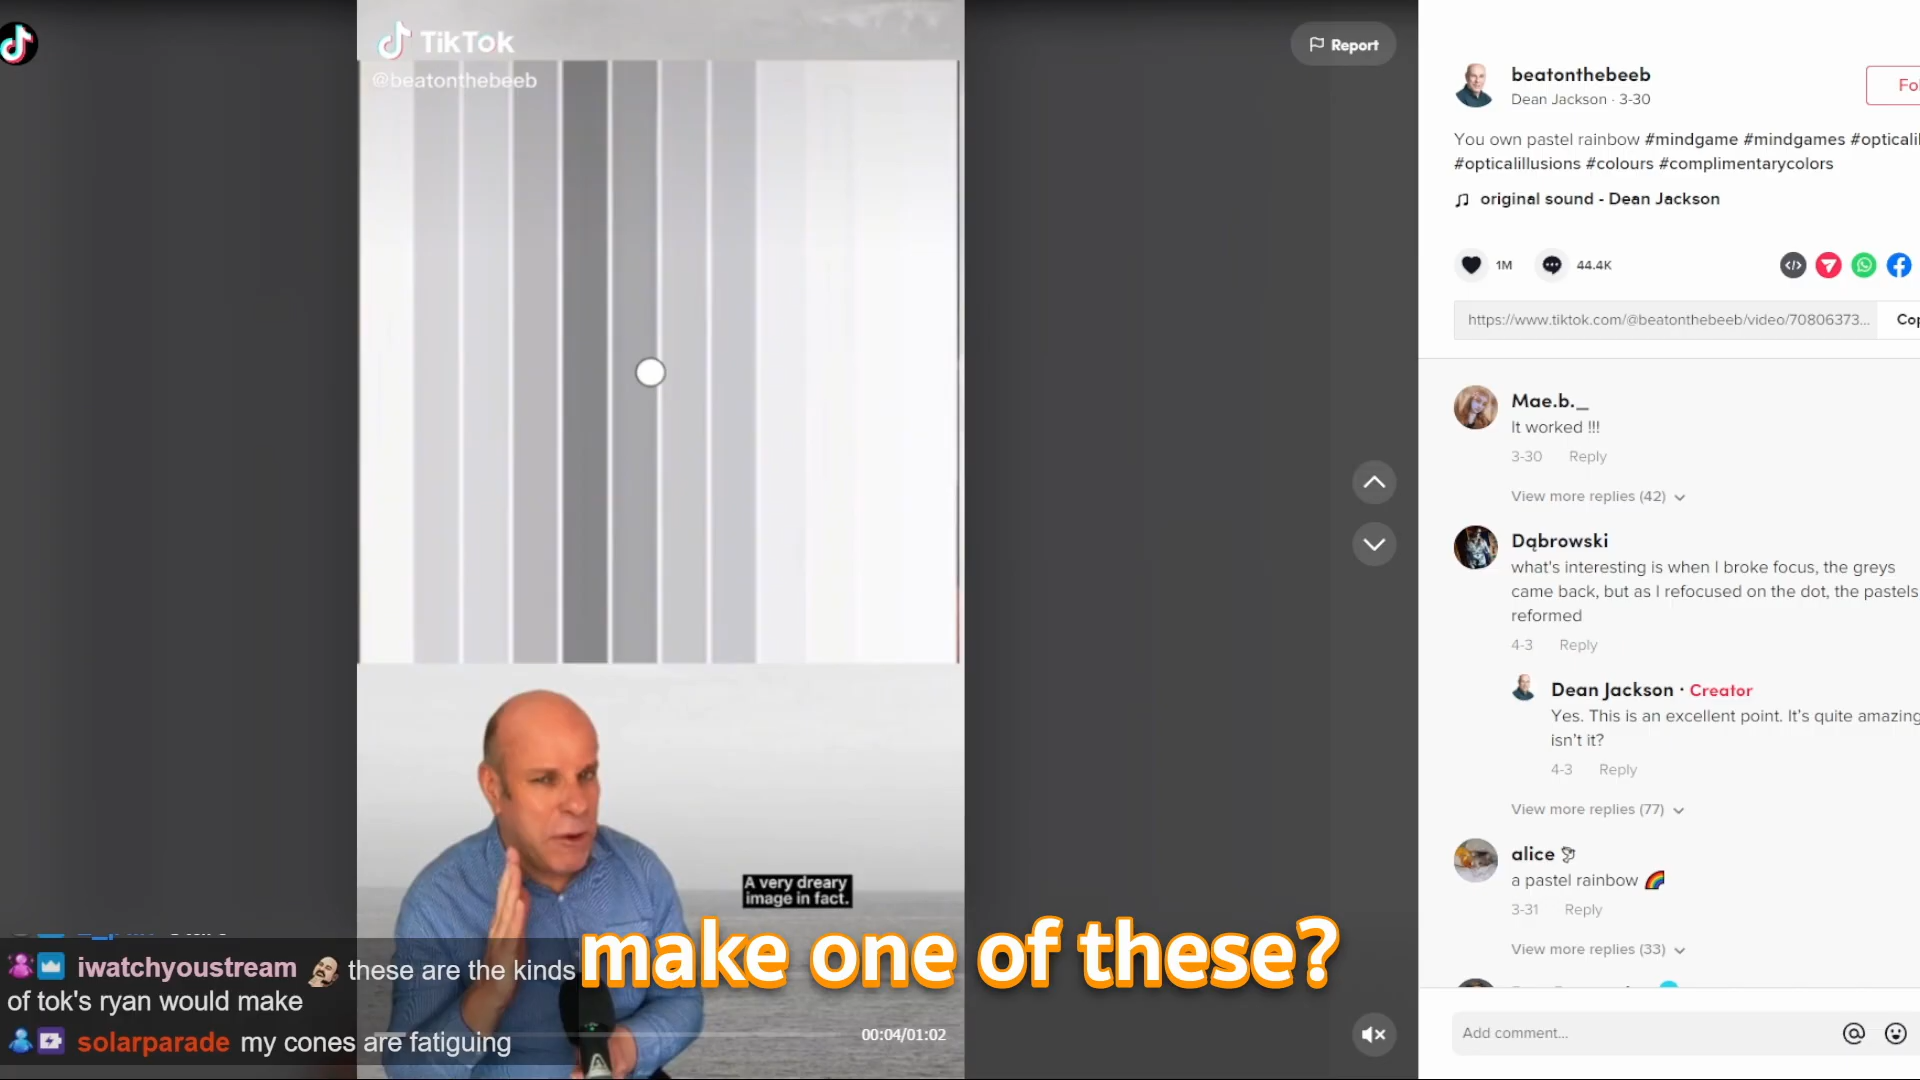 TikTok
@beatonthebeeb
Report
beatonthebeeb
Dean Jackson · 3-30
You own pastel rainbow #mindgame #mindgames #opticalil
#opticalillusions #colours #complimentarycolors
original sound - Dean Jackson
1M
44.4K
https://www.tiktok.com/@beatonthebeeb/video/70806373...
Mae.b._
It worked !!!
3-30 Reply
View more replies (42)
Dąbrowski
what's interesting is when I broke focus, the greys
came back, but as I refocused on the dot, the pastels
reformed
4-3 Reply
Dean Jackson · Creator
Yes. This is an excellent point. It's quite amazing
isn't it?
4-3 Reply
View more replies (77)
alice 🕊
a pastel rainbow 🌈
3-31 Reply
View more replies (33)
Add comment...
A very dreary
image in fact.
make one of these?
iwatchyoustream these are the kinds
of tok's ryan would make
solarparade my cones are fatiguing
00:04/01:02